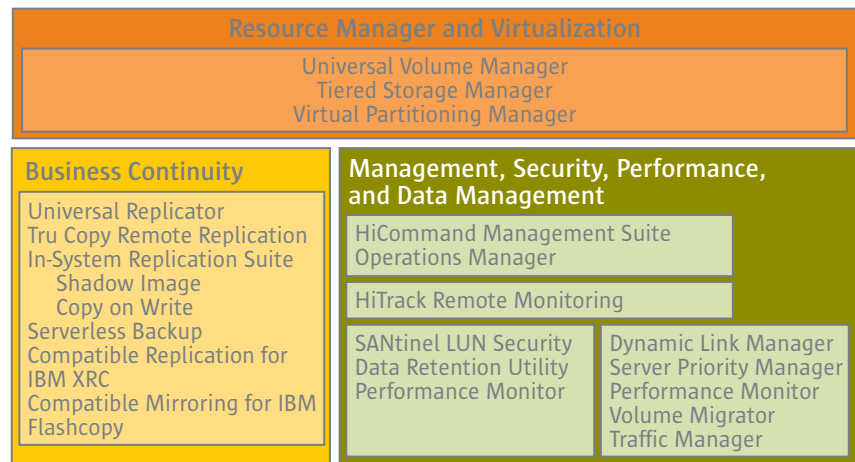 Resource Manager and Virtualization
Universal Volume Manager
Tiered Storage Manager
Virtual Partitioning Manager
Business Continuity
Universal Replicator
Tru Copy Remote Replication
In-System Replication Suite
Shadow Image
Copy on Write
Serverless Backup
Compatible Replication for
IBM XRC
Compatible Mirroring for IBM
Flashcopy
Management, Security, Performance,
and Data Management
HiCommand Management Suite
Operations Manager
HiTrack Remote Monitoring
SANtinel LUN Security
Data Retention Utility
Performance Monitor
Dynamic Link Manager
Server Priority Manager
Performance Monitor
Volume Migrator
Traffic Manager